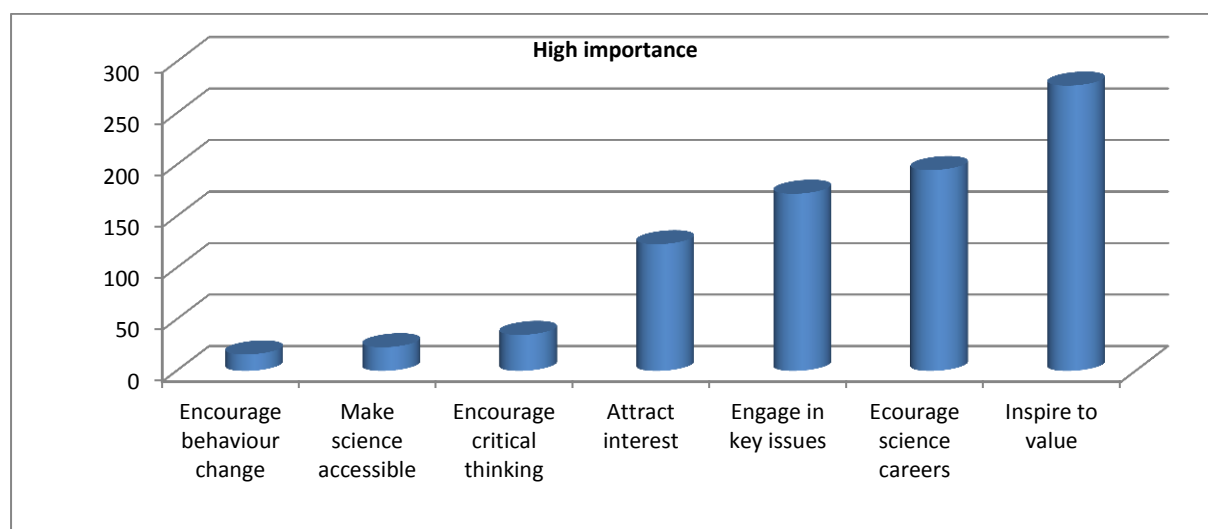 High importance
300
250
200
150
100
50
0
Encourage
behaviour
change
Make
science
accessible
Encourage
critical
thinking
Attract
interest
Engage in
key issues
Ecourage
science
careers
Inspire to
value